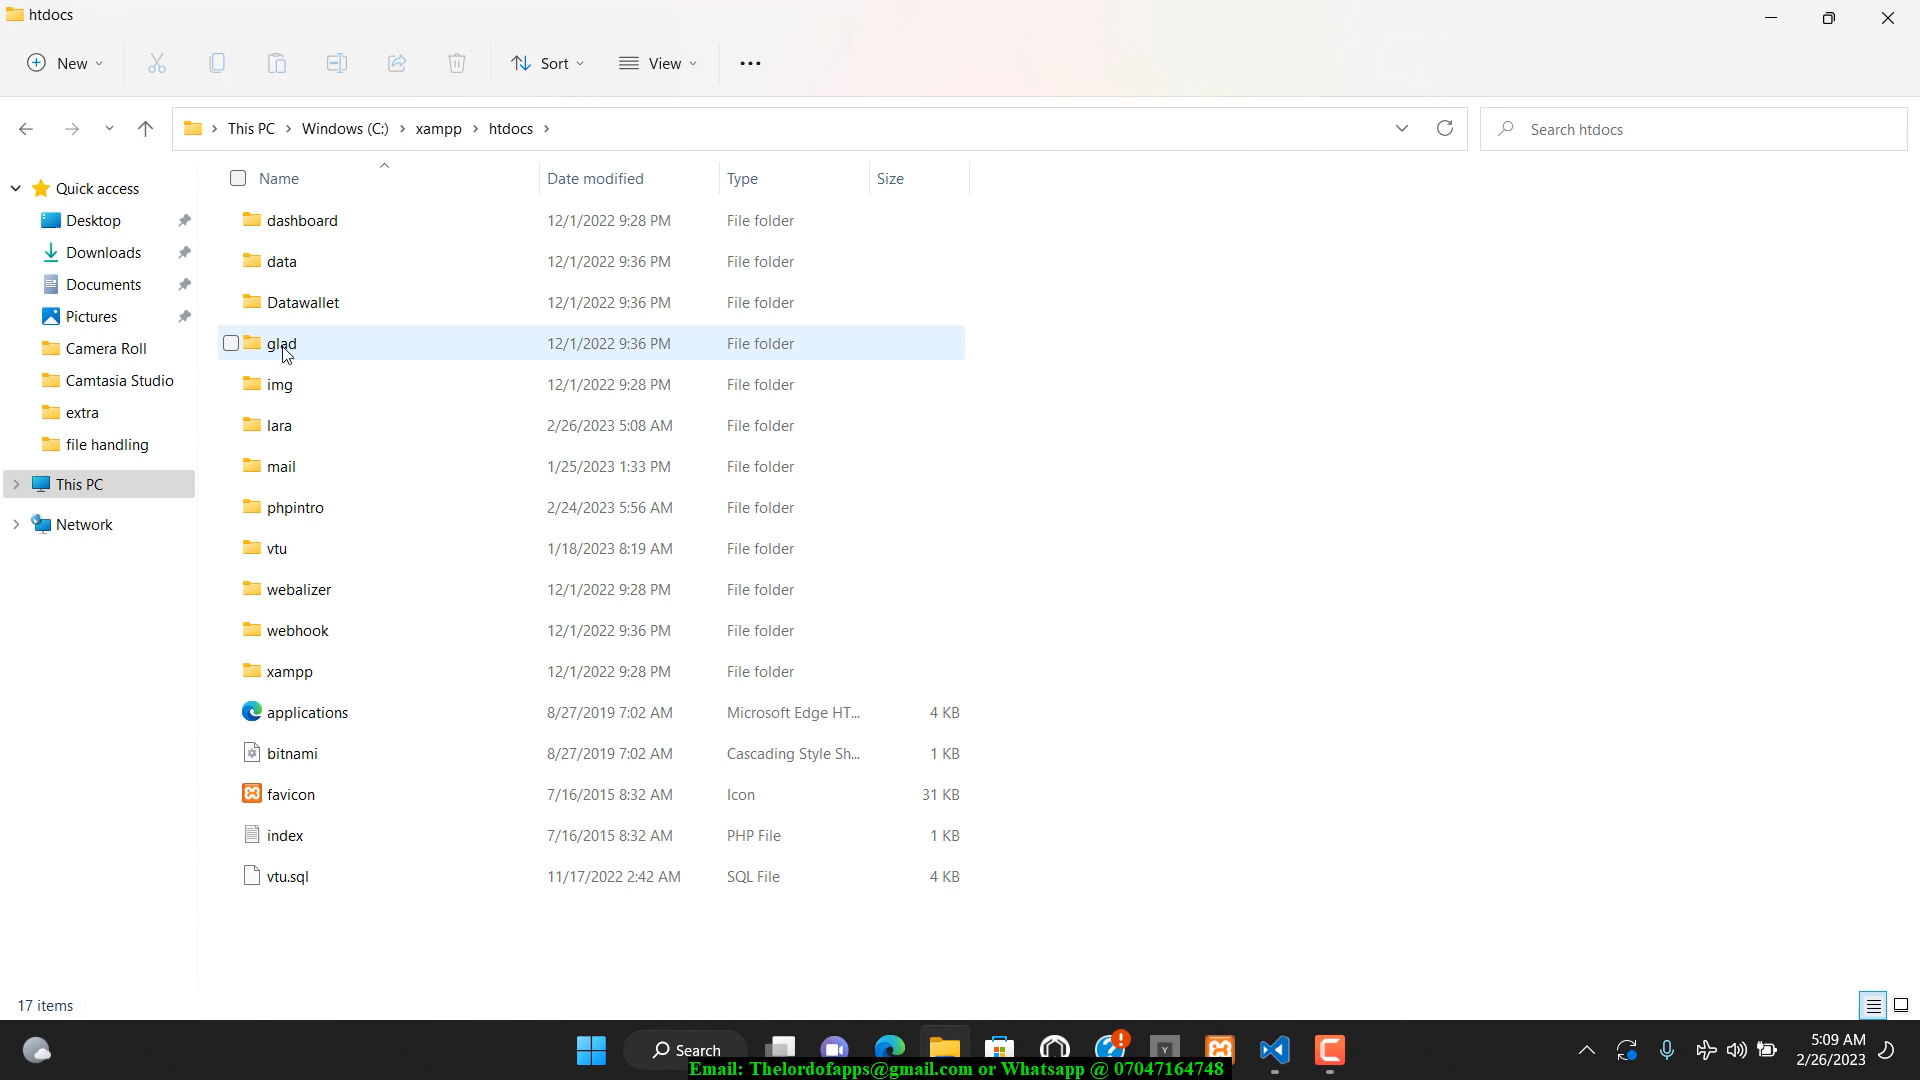 htdocs
New
Sort
View
This PC
Windows (C:)
xampp
htdocs
Search htdocs
Name
Date modified
Type
Size
Quick access
Desktop
Downloads
Documents
Pictures
Camera Roll
Camtasia Studio
extra
file handling
This PC
Network
dashboard 12/1/2022 9:28 PM File folder
data 12/1/2022 9:36 PM File folder
Datawallet 12/1/2022 9:36 PM File folder
glad 12/1/2022 9:36 PM File folder
img 12/1/2022 9:28 PM File folder
lara 2/26/2023 5:08 AM File folder
mail 1/25/2023 1:33 PM File folder
phpintro 2/24/2023 5:56 AM File folder
vtu 1/18/2023 8:19 AM File folder
webalizer 12/1/2022 9:28 PM File folder
webhook 12/1/2022 9:36 PM File folder
xampp 12/1/2022 9:28 PM File folder
applications 8/27/2019 7:02 AM Microsoft Edge HT... 4 KB
bitnami 8/27/2019 7:02 AM Cascading Style Sh... 1 KB
favicon 7/16/2015 8:32 AM Icon 31 KB
index 7/16/2015 8:32 AM PHP File 1 KB
vtu.sql 11/17/2022 2:42 AM SQL File 4 KB
17 items
Search
5:09 AM
2/26/2023
Email: Thelordofapps@gmail.com or Whatsapp @ 07047164748